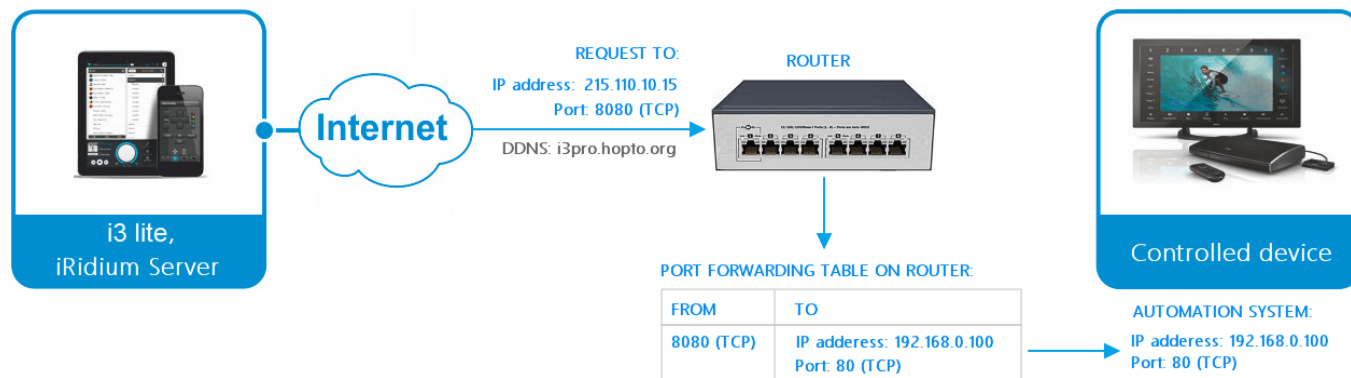 i3 lite,
iRidium Server
Internet
REQUEST TO:
IP address: 215.110.10.15
Port: 8080 (TCP)
DDNS: i3pro.hopto.org
ROUTER
PORT FORWARDING TABLE ON ROUTER:
FROM
TO
8080 (TCP)
IP adderess: 192.168.0.100
Port: 80 (TCP)
Controlled device
AUTOMATION SYSTEM:
IP adderess: 192.168.0.100
Port: 80 (TCP)